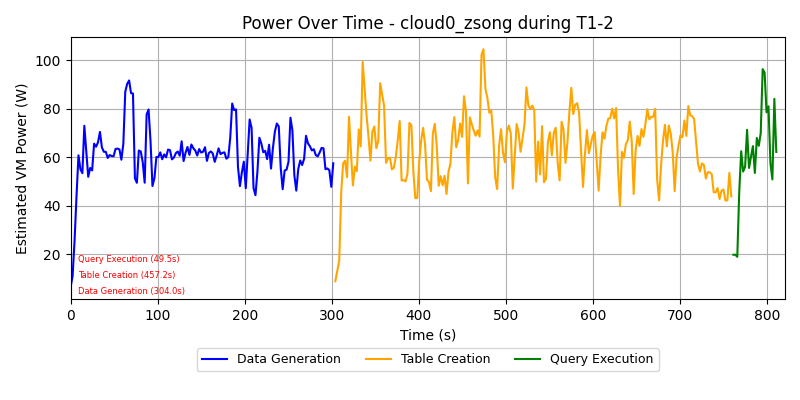 Power Over Time - cloud0_zsong during T1-2
Estimated VM Power (W)
100
80
60
40
20
Query Execution (49.5s)
Table Creation (457.2s)
Data Generation (304.0s)
0 100 200 300 400 500 600 700 800
Time (s)
Data Generation Table Creation Query Execution